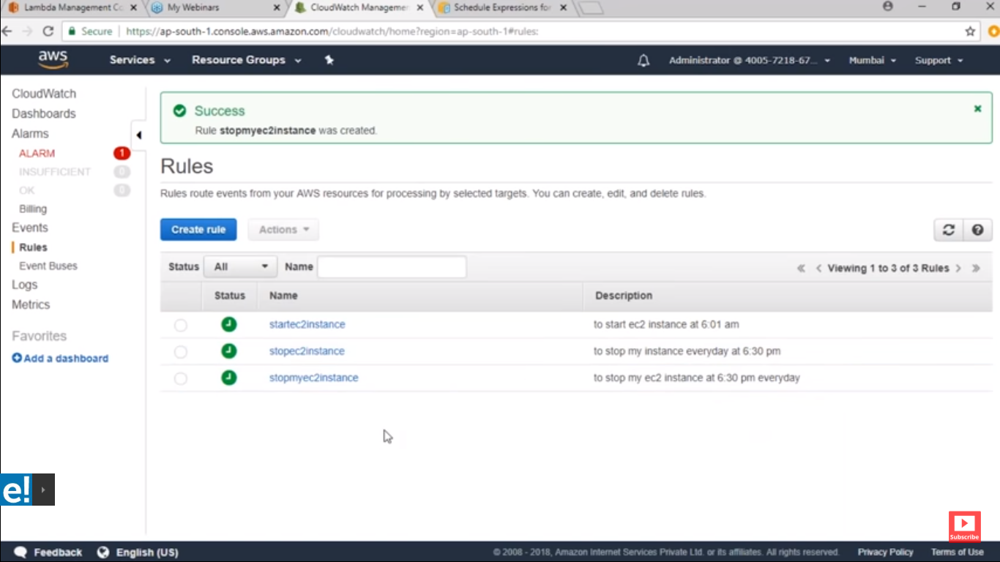 Lambda Management Co
My Webinars
CloudWatch Managemen
Schedule Expressions for
Secure
https://ap-south-1.console.aws.amazon.com/cloudwatch/home?region=ap-south-1#rules:
aws
Services
Resource Groups
Administrator @ 4005-7218-67...
Mumbai
Support
CloudWatch
Dashboards
Alarms
ALARM 1
INSUFFICIENT 0
OK 0
Billing
Events
Rules
Event Buses
Logs
Metrics
Favorites
Add a dashboard
Success
Rule stopmyec2instance was created.
Rules
Rules route events from your AWS resources for processing by selected targets. You can create, edit, and delete rules.
Create rule
Actions
Status All Name
Viewing 1 to 3 of 3 Rules
Status Name Description
startec2instance to start ec2 instance at 6:01 am
stopec2instance to stop my instance everyday at 6:30 pm
stopmyec2instance to stop my ec2 instance at 6:30 pm everyday
e!
Subscribe
Feedback
English (US)
© 2008 - 2018, Amazon Internet Services Private Ltd. or its affiliates. All rights reserved.
Privacy Policy
Terms of Use